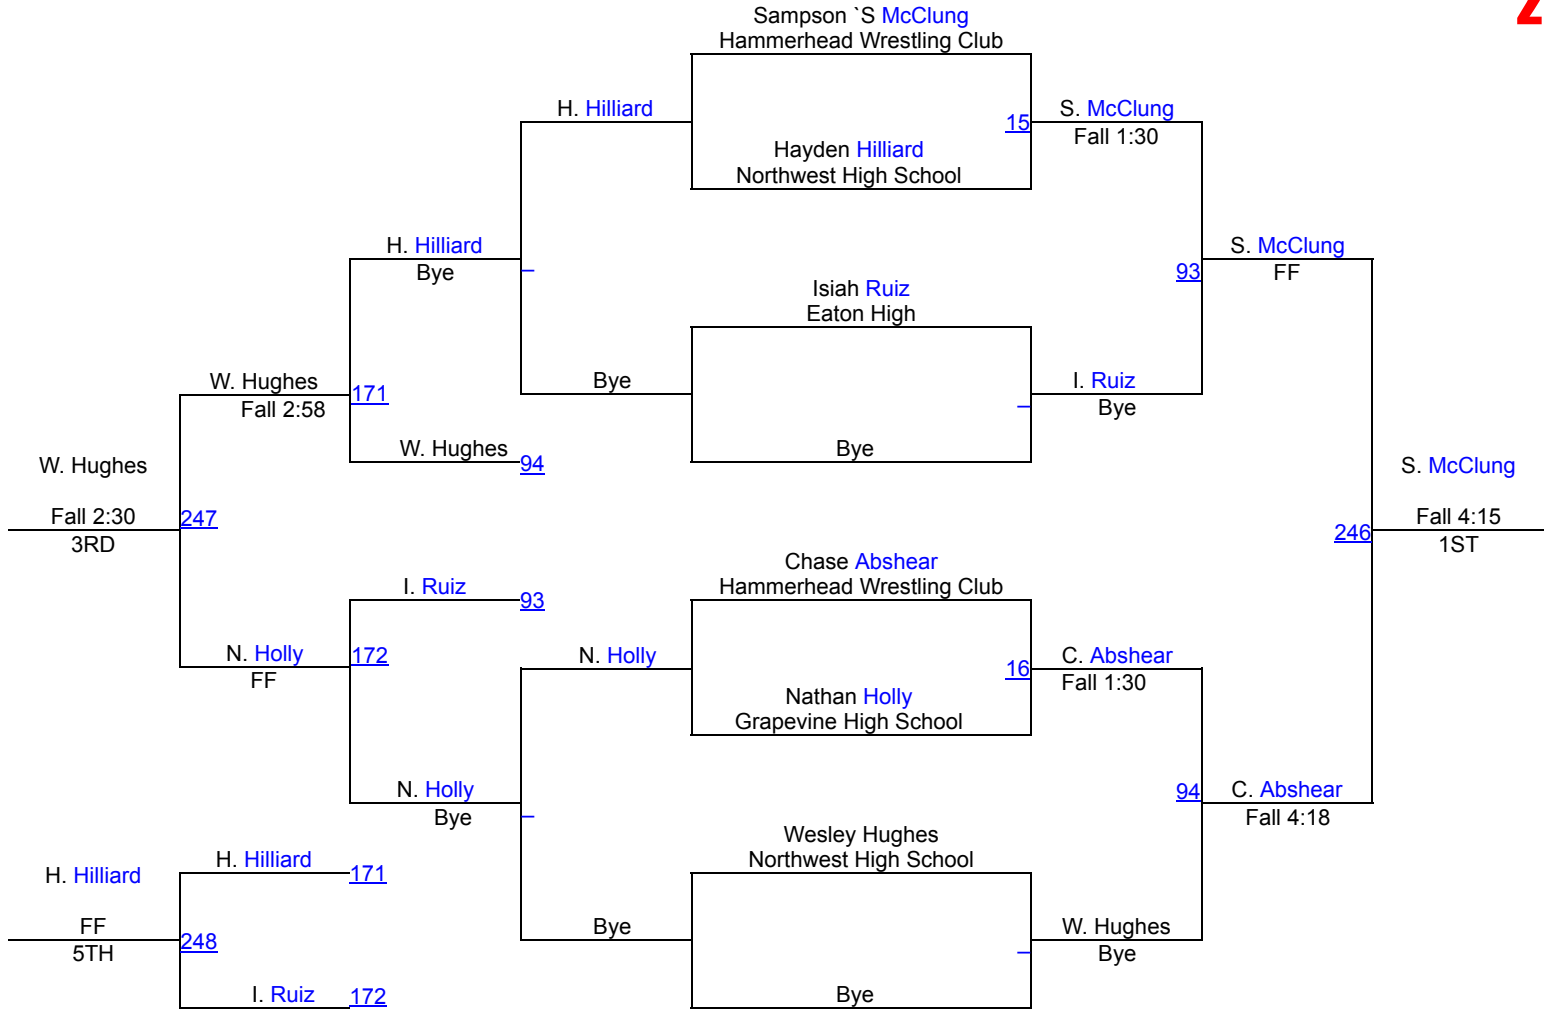 Sampson `S McClung
Hammerhead Wrestling Club
H. Hilliard
15
S. McClung
Fall 1:30
Hayden Hilliard
Northwest High School
H. Hilliard
Bye
93
S. McClung
FF
Isiah Ruiz
Eaton High
W. Hughes
Fall 2:58
171
Bye
I. Ruiz
Bye
W. Hughes
94
Bye
W. Hughes
Fall 2:30
3RD
247
S. McClung
Fall 4:15
1ST
246
Chase Abshear
Hammerhead Wrestling Club
I. Ruiz
93
N. Holly
FF
172
N. Holly
16
C. Abshear
Fall 1:30
Nathan Holly
Grapevine High School
N. Holly
Bye
94
C. Abshear
Fall 4:18
Wesley Hughes
Northwest High School
H. Hilliard
H. Hilliard
171
FF
5TH
248
Bye
W. Hughes
Bye
I. Ruiz
172
Bye